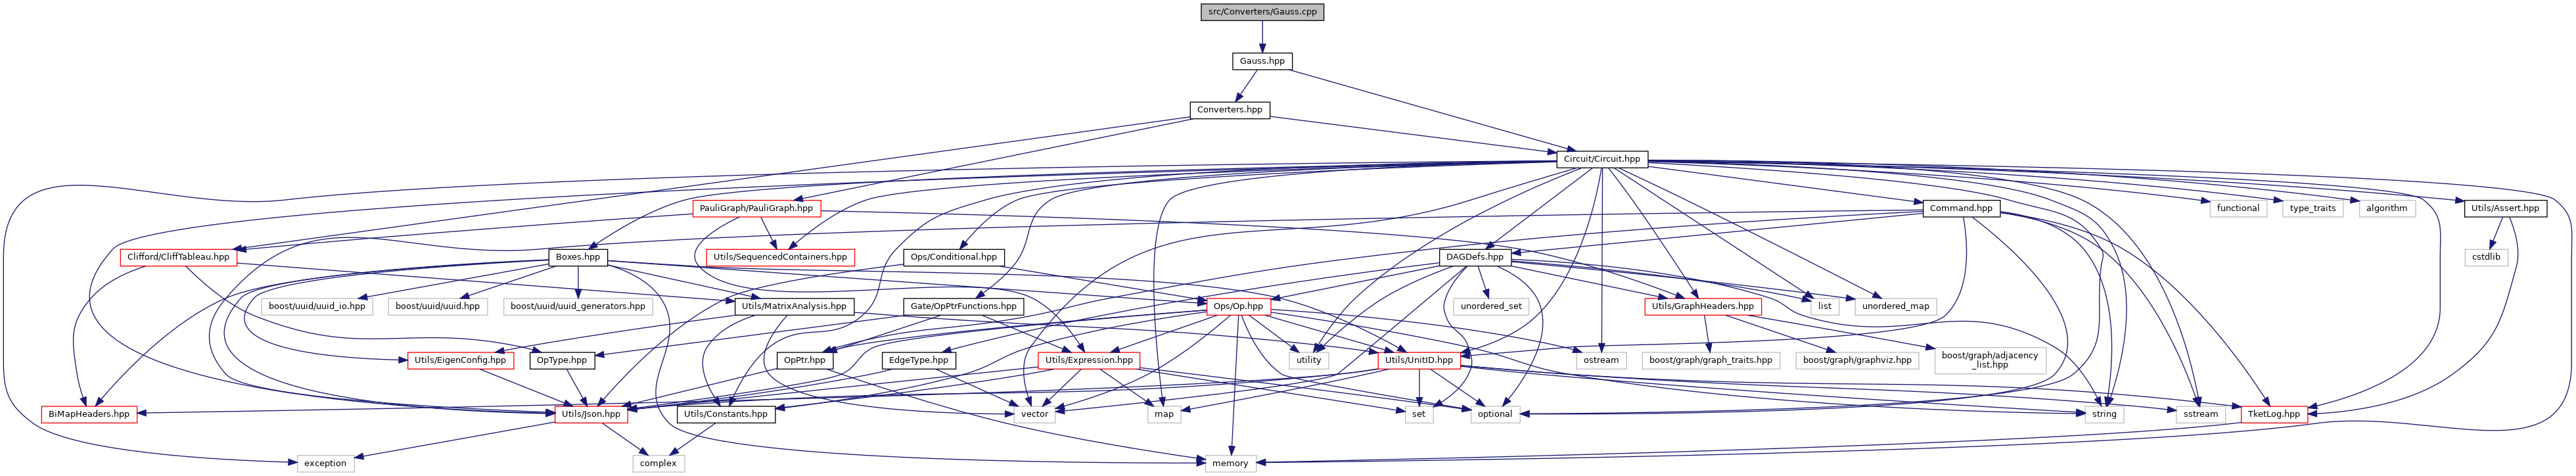 src/Converters/Gauss.cpp
Gauss.hpp
Converters.hpp
Circuit/Circuit.hpp
PauliGraph/PauliGraph.hpp
Command.hpp
functional
type_traits
algorithm
Utils/Assert.hpp
Clifford/CliffTableau.hpp
Boxes.hpp
Utils/SequencedContainers.hpp
Ops/Conditional.hpp
DAGDefs.hpp
cstdlib
boost/uuid/uuid_io.hpp
boost/uuid/uuid.hpp
boost/uuid/uuid_generators.hpp
Utils/MatrixAnalysis.hpp
Gate/OpPtrFunctions.hpp
Ops/Op.hpp
unordered_set
Utils/GraphHeaders.hpp
list
unordered_map
Utils/EigenConfig.hpp
OpType.hpp
OpPtr.hpp
EdgeType.hpp
Utils/Expression.hpp
utility
Utils/UnitID.hpp
ostream
boost/graph/graph_traits.hpp
boost/graph/graphviz.hpp
boost/graph/adjacency
_list.hpp
BiMapHeaders.hpp
Utils/Json.hpp
Utils/Constants.hpp
vector
map
set
optional
string
sstream
TketLog.hpp
exception
complex
memory